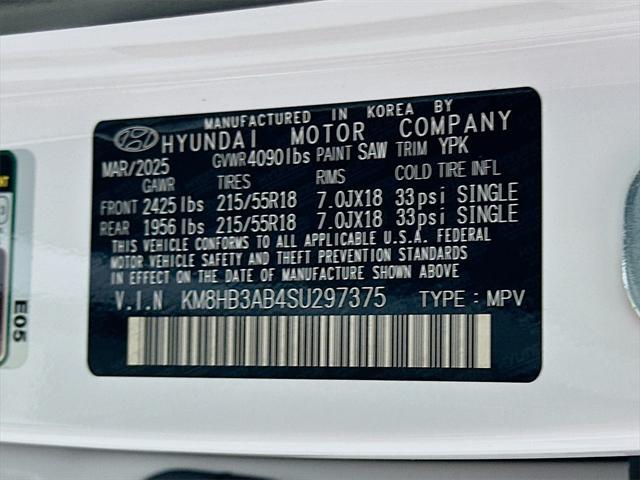 MANUFACTURED IN KOREA BY
HYUNDAI MOTOR COMPANY
MAR/2025 GVWR 4090lbs PAINT SAW TRIM YPK
GAWR TIRES RIMS COLD TIRE INFL
FRONT 2425 lbs 215/55R18 7.0JX18 33psi SINGLE
REAR 1956 lbs 215/55R18 7.0JX18 33psi SINGLE
THIS VEHICLE CONFORMS TO ALL APPLICABLE U.S.A. FEDERAL
MOTOR VEHICLE SAFETY AND THEFT PREVENTION STANDARDS
IN EFFECT ON THE DATE OF MANUFACTURE SHOWN ABOVE
V.I.N KM8HB3AB4SU297375 TYPE : MPV
E05